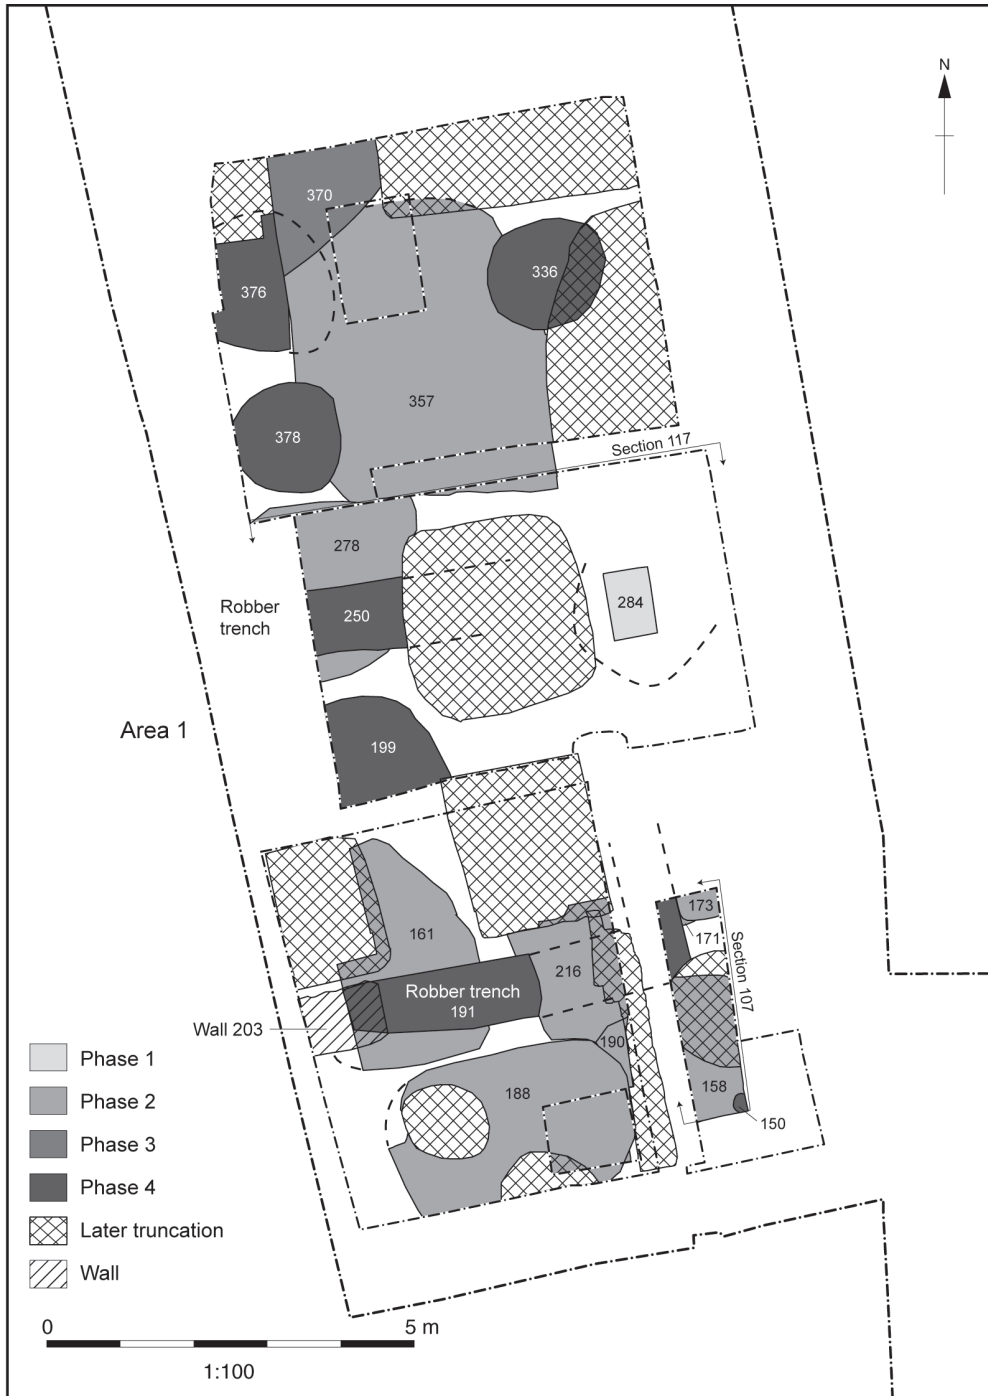 N
370
376
336
357
378
Section 117
278
Robber
trench
250
284
Area 1
199
173
161
171
216
Section 107
Robber trench
191
Wall 203
190
188
158
150
Phase 1
Phase 2
Phase 3
Phase 4
Later truncation
Wall
0 5 m
1:100